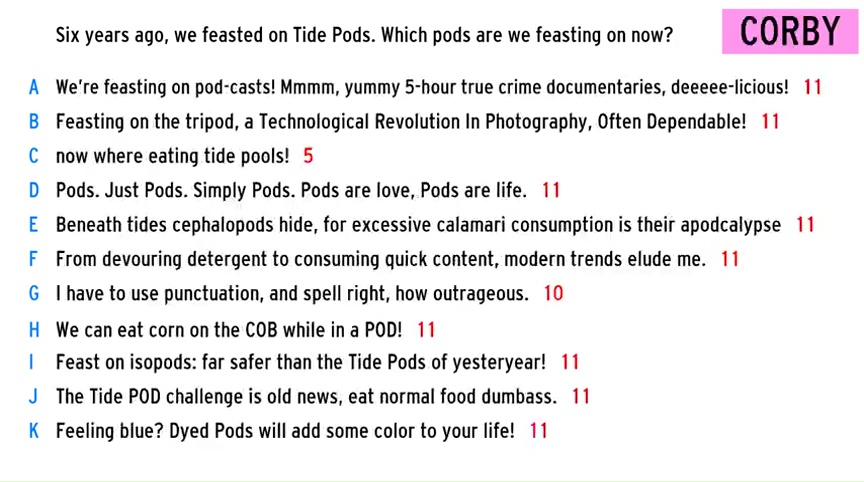 Six years ago, we feasted on Tide Pods. Which pods are we feasting on now?
CORBY
A We're feasting on pod-casts! Mmmm, yummy 5-hour true crime documentaries, deeeee-licious! 11
B Feasting on the tripod, a Technological Revolution In Photography, Often Dependable! 11
C now where eating tide pools! 5
D Pods. Just Pods. Simply Pods. Pods are love, Pods are life. 11
E Beneath tides cephalopods hide, for excessive calamari consumption is their apodcalypse 11
F From devouring detergent to consuming quick content, modern trends elude me. 11
G I have to use punctuation, and spell right, how outrageous. 10
H We can eat corn on the COB while in a POD! 11
I Feast on isopods: far safer than the Tide Pods of yesteryear! 11
J The Tide POD challenge is old news, eat normal food dumbass. 11
K Feeling blue? Dyed Pods will add some color to your life! 11